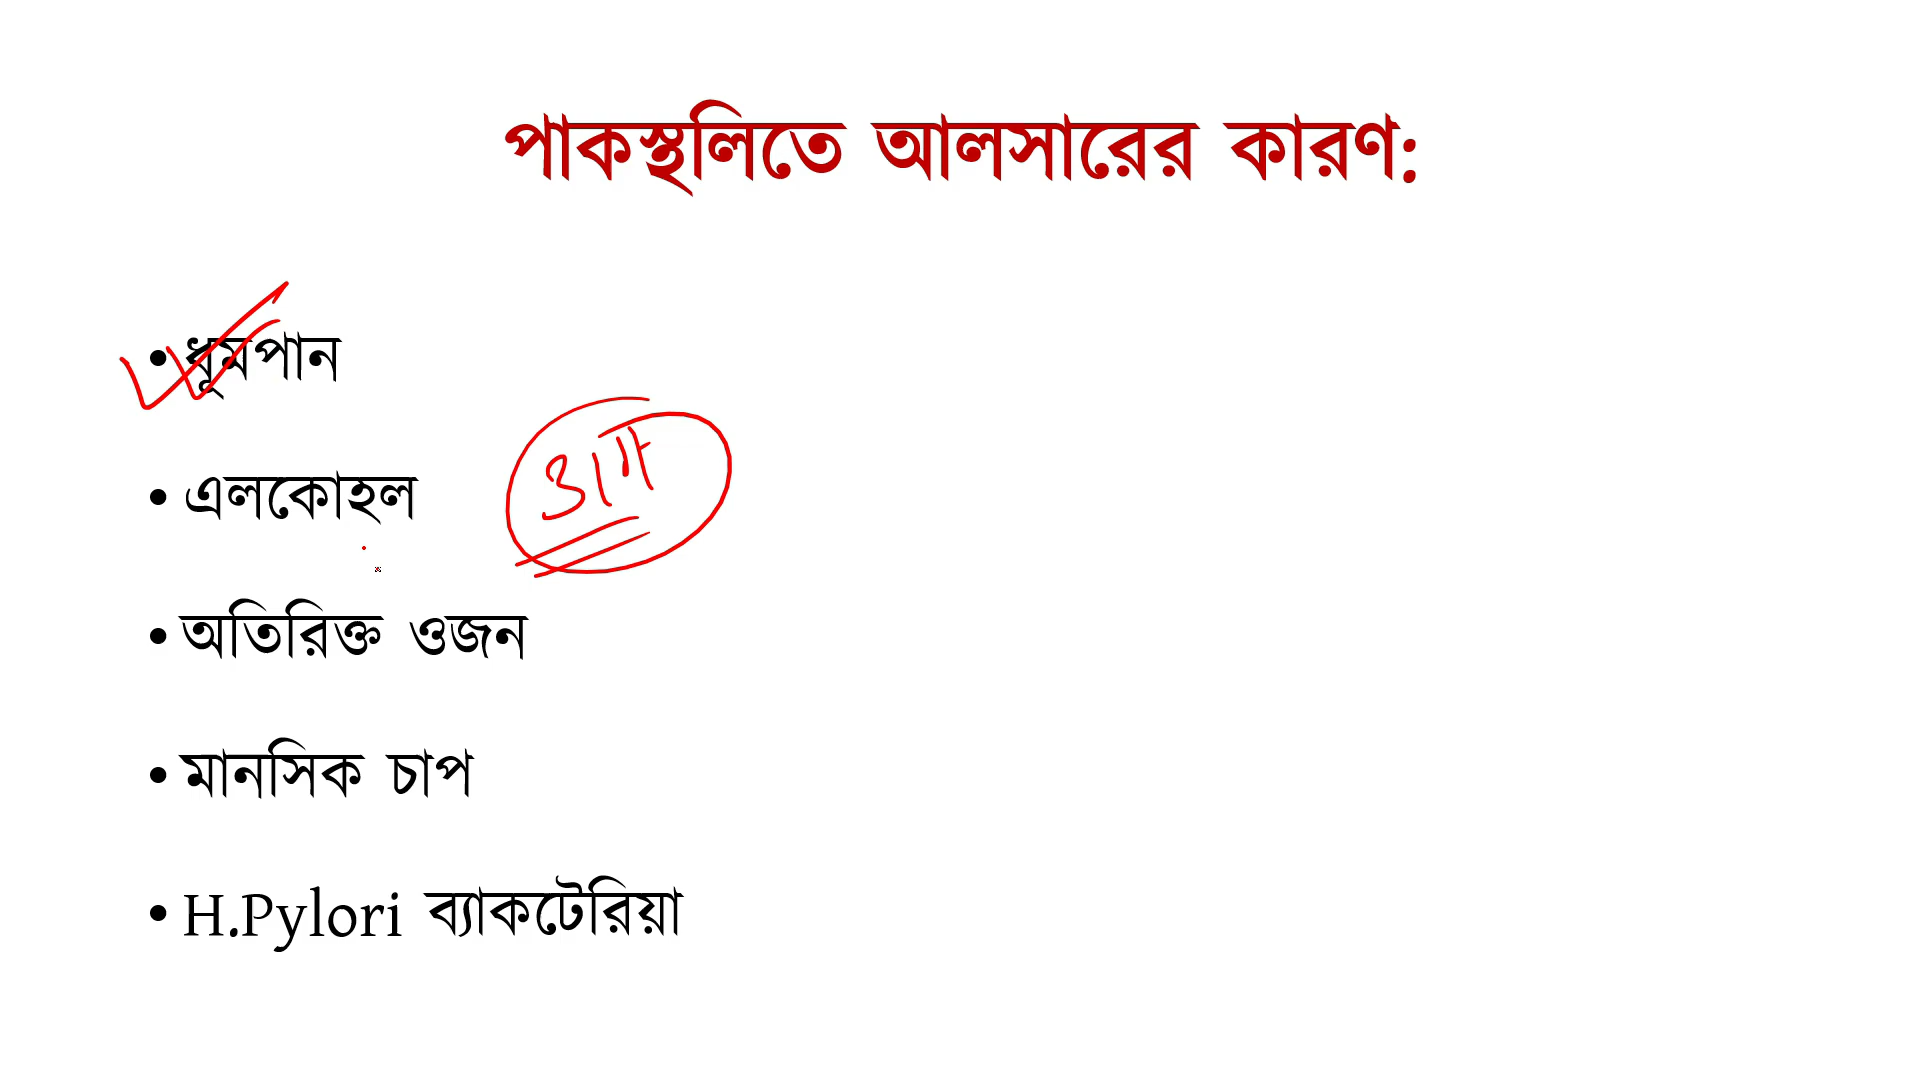 পাকস্থলিতে আলসারের কারণ:
• ধূমপান
• এলকোহল
• অতিরিক্ত ওজন
• মানসিক চাপ
• H.Pylori ব্যাকটেরিয়া